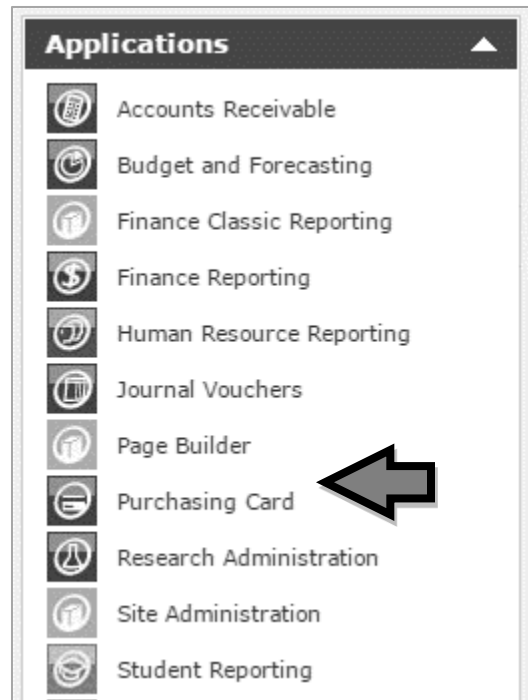 Applications
Accounts Receivable
Budget and Forecasting
Finance Classic Reporting
Finance Reporting
Human Resource Reporting
Journal Vouchers
Page Builder
Purchasing Card
Research Administration
Site Administration
Student Reporting